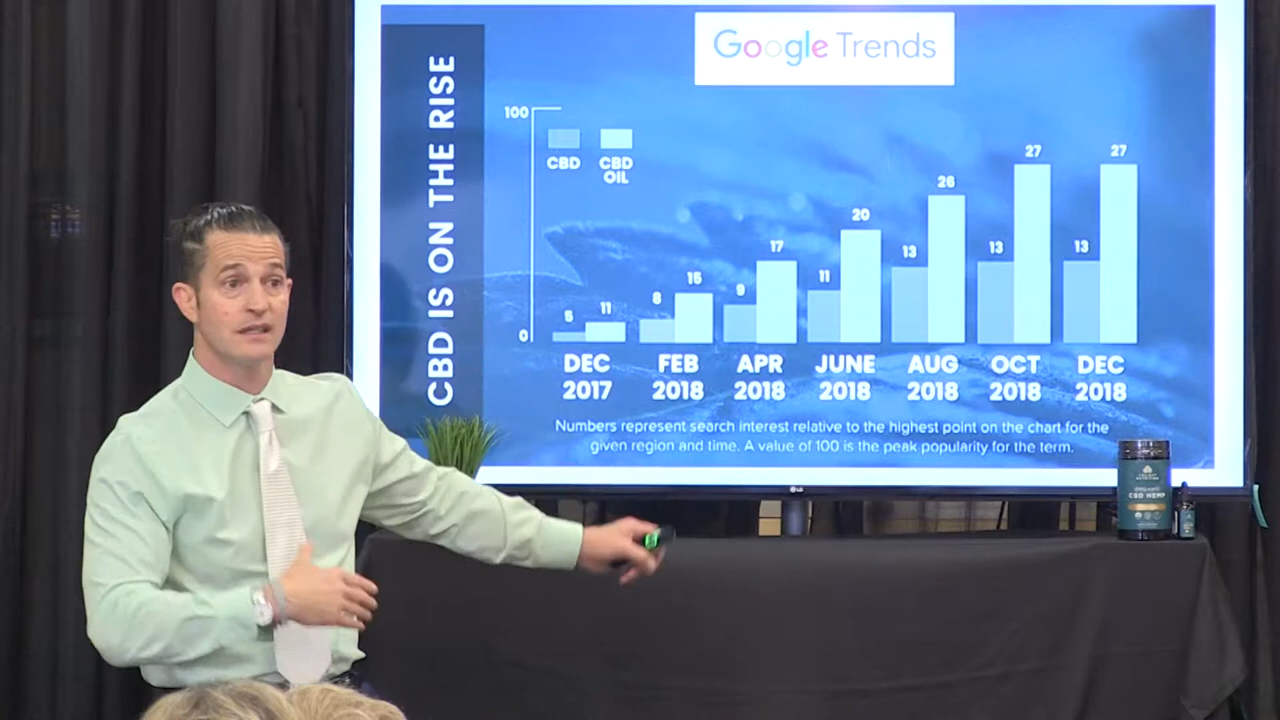 CBD IS ON THE RISE
Google Trends
100
0
CBD
CBD
OIL
5
11
8
15
9
17
11
20
13
26
13
27
13
27
DEC
2017
FEB
2018
APR
2018
JUNE
2018
AUG
2018
OCT
2018
DEC
2018
Numbers represent search interest relative to the highest point on the chart for the
given region and time. A value of 100 is the peak popularity for the term.
LG
ORGANIC
CBD HEMP